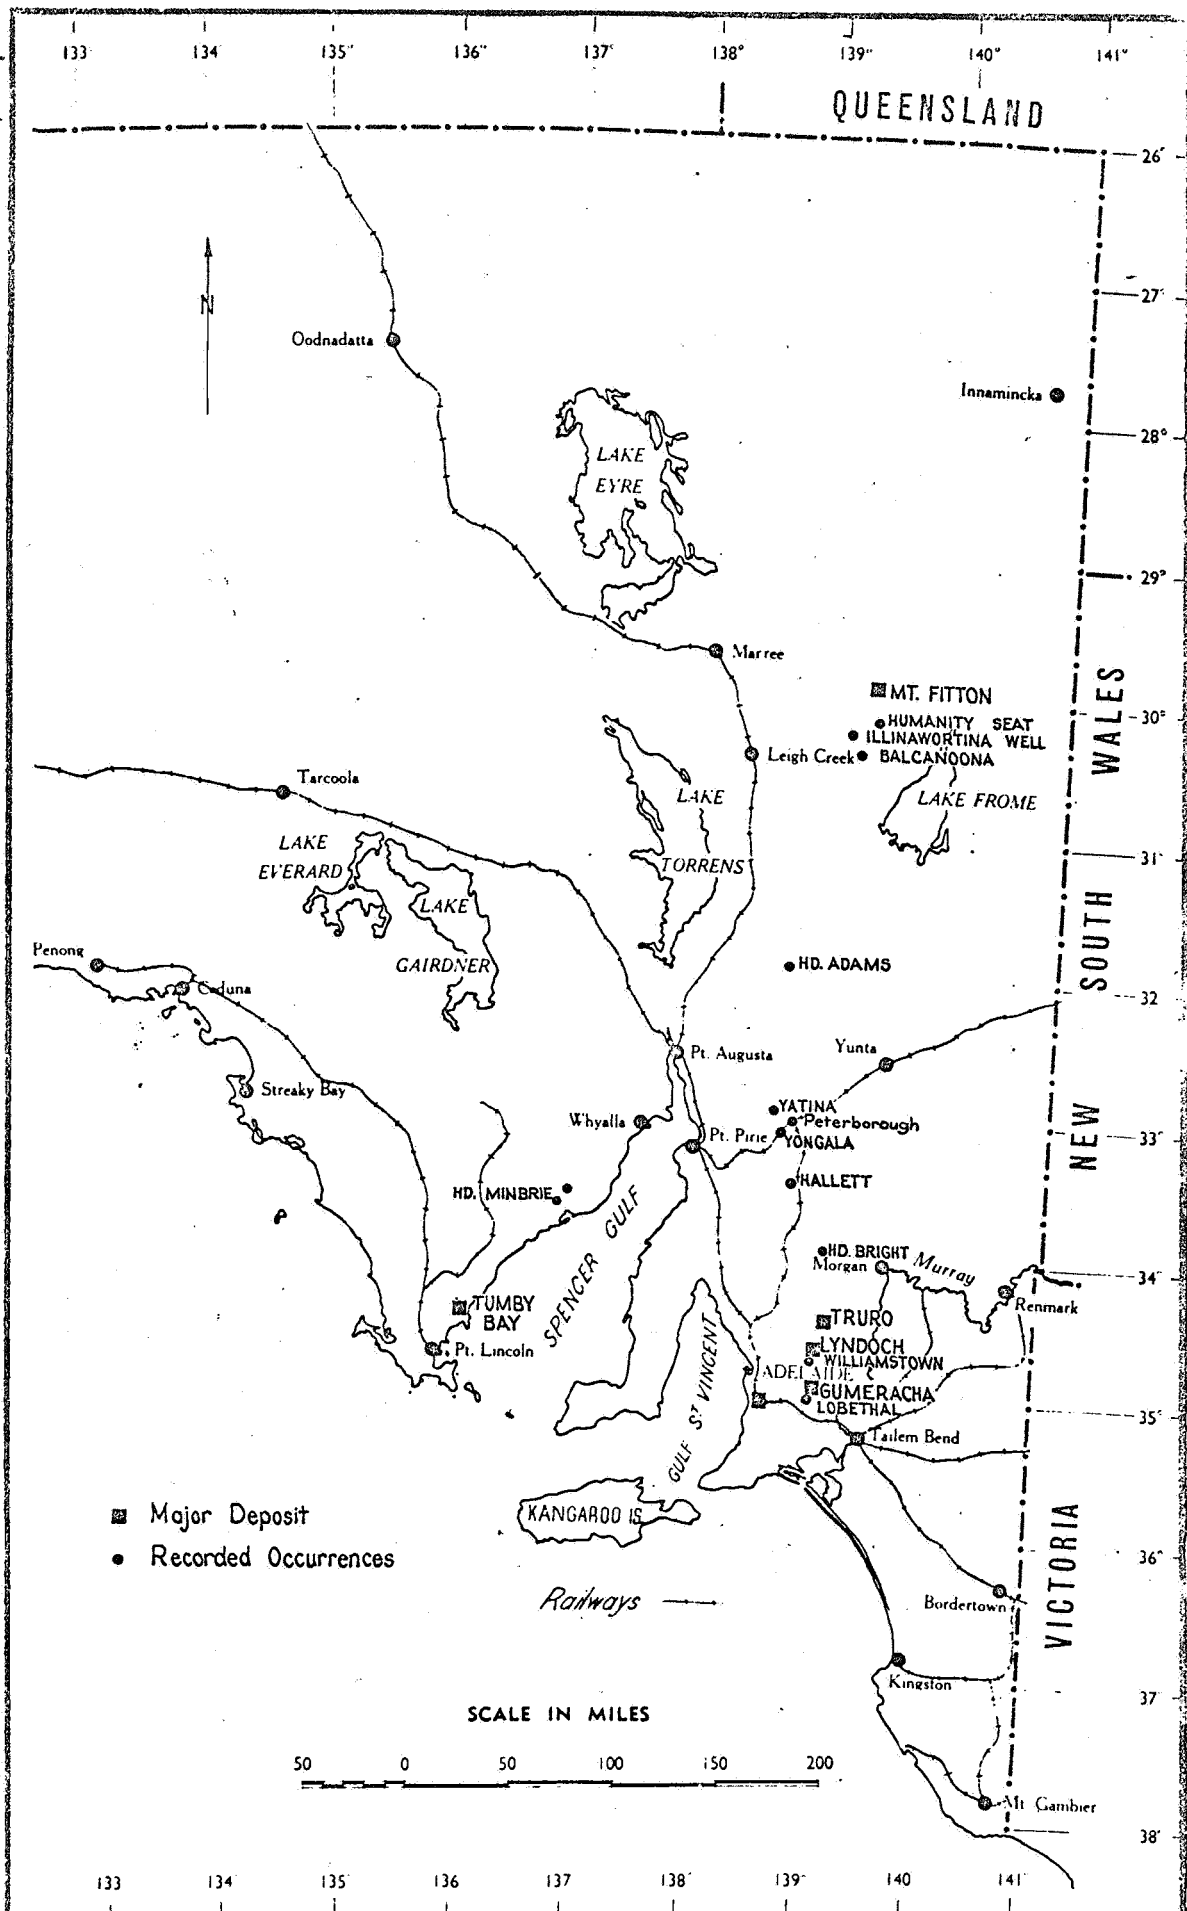 133 134 135° 136° 137° 138° 139° 140° 141°
QUEENSLAND
26°
N
27°
Oodnadatta
Innamincka
28°
LAKE
EYRE
29°
Marree
MT. FITTON
30°
HUMANITY SEAT
ILLINAWORTINA WELL
Leigh Creek
BALCANOONA
Tarcoola
LAKE
TORRENS
LAKE FROME
LAKE
EVERARD
31°
LAKE
GAIRDNER
Penong
HD. ADAMS
Ceduna
32
Pt. Augusta
Yunta
Streaky Bay
YATINA
Whyalla
Peterborough
Pt. Pirie
YONGALA
33°
HALLETT
HD. MINBRIE
SPENCER GULF
HD. BRIGHT
Morgan
Murray
34°
Renmark
TUMBY
BAY
TRURO
Pt. Lincoln
LYNDOCH
WILLIAMSTOWN
ADELAIDE
GUMERACHA
LOBETHAL
35°
GULF ST VINCENT
Tailem Bend
KANGAROO IS
NEW SOUTH WALES
VICTORIA
Major Deposit
Recorded Occurrences
36°
Railways
Bordertown
Kingston
37°
SCALE IN MILES
50 0 50 100 150 200
Mt Gambier
38°
133 134 135 136 137 138° 139° 140 141°